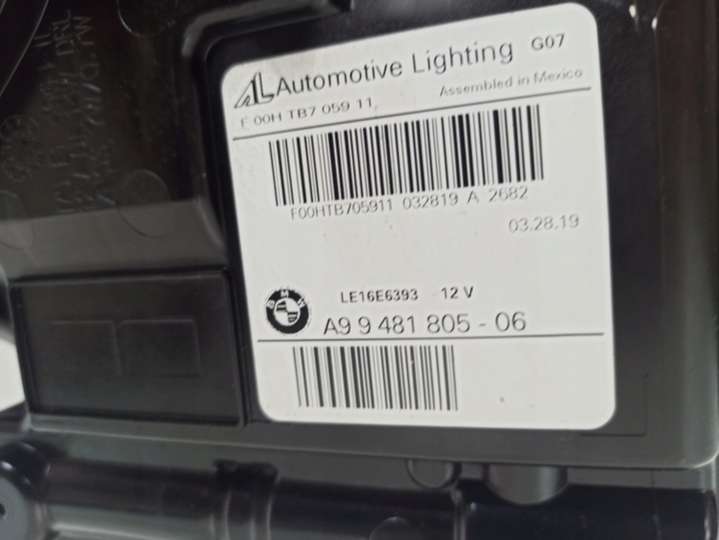 Automotive Lighting G07
Assembled in Mexico
F 00H TB7 059 11
F00HTB705911 032819 A 2682
03.28.19
BMW
LE16E6393 12 V
A9 9 481 805 - 06